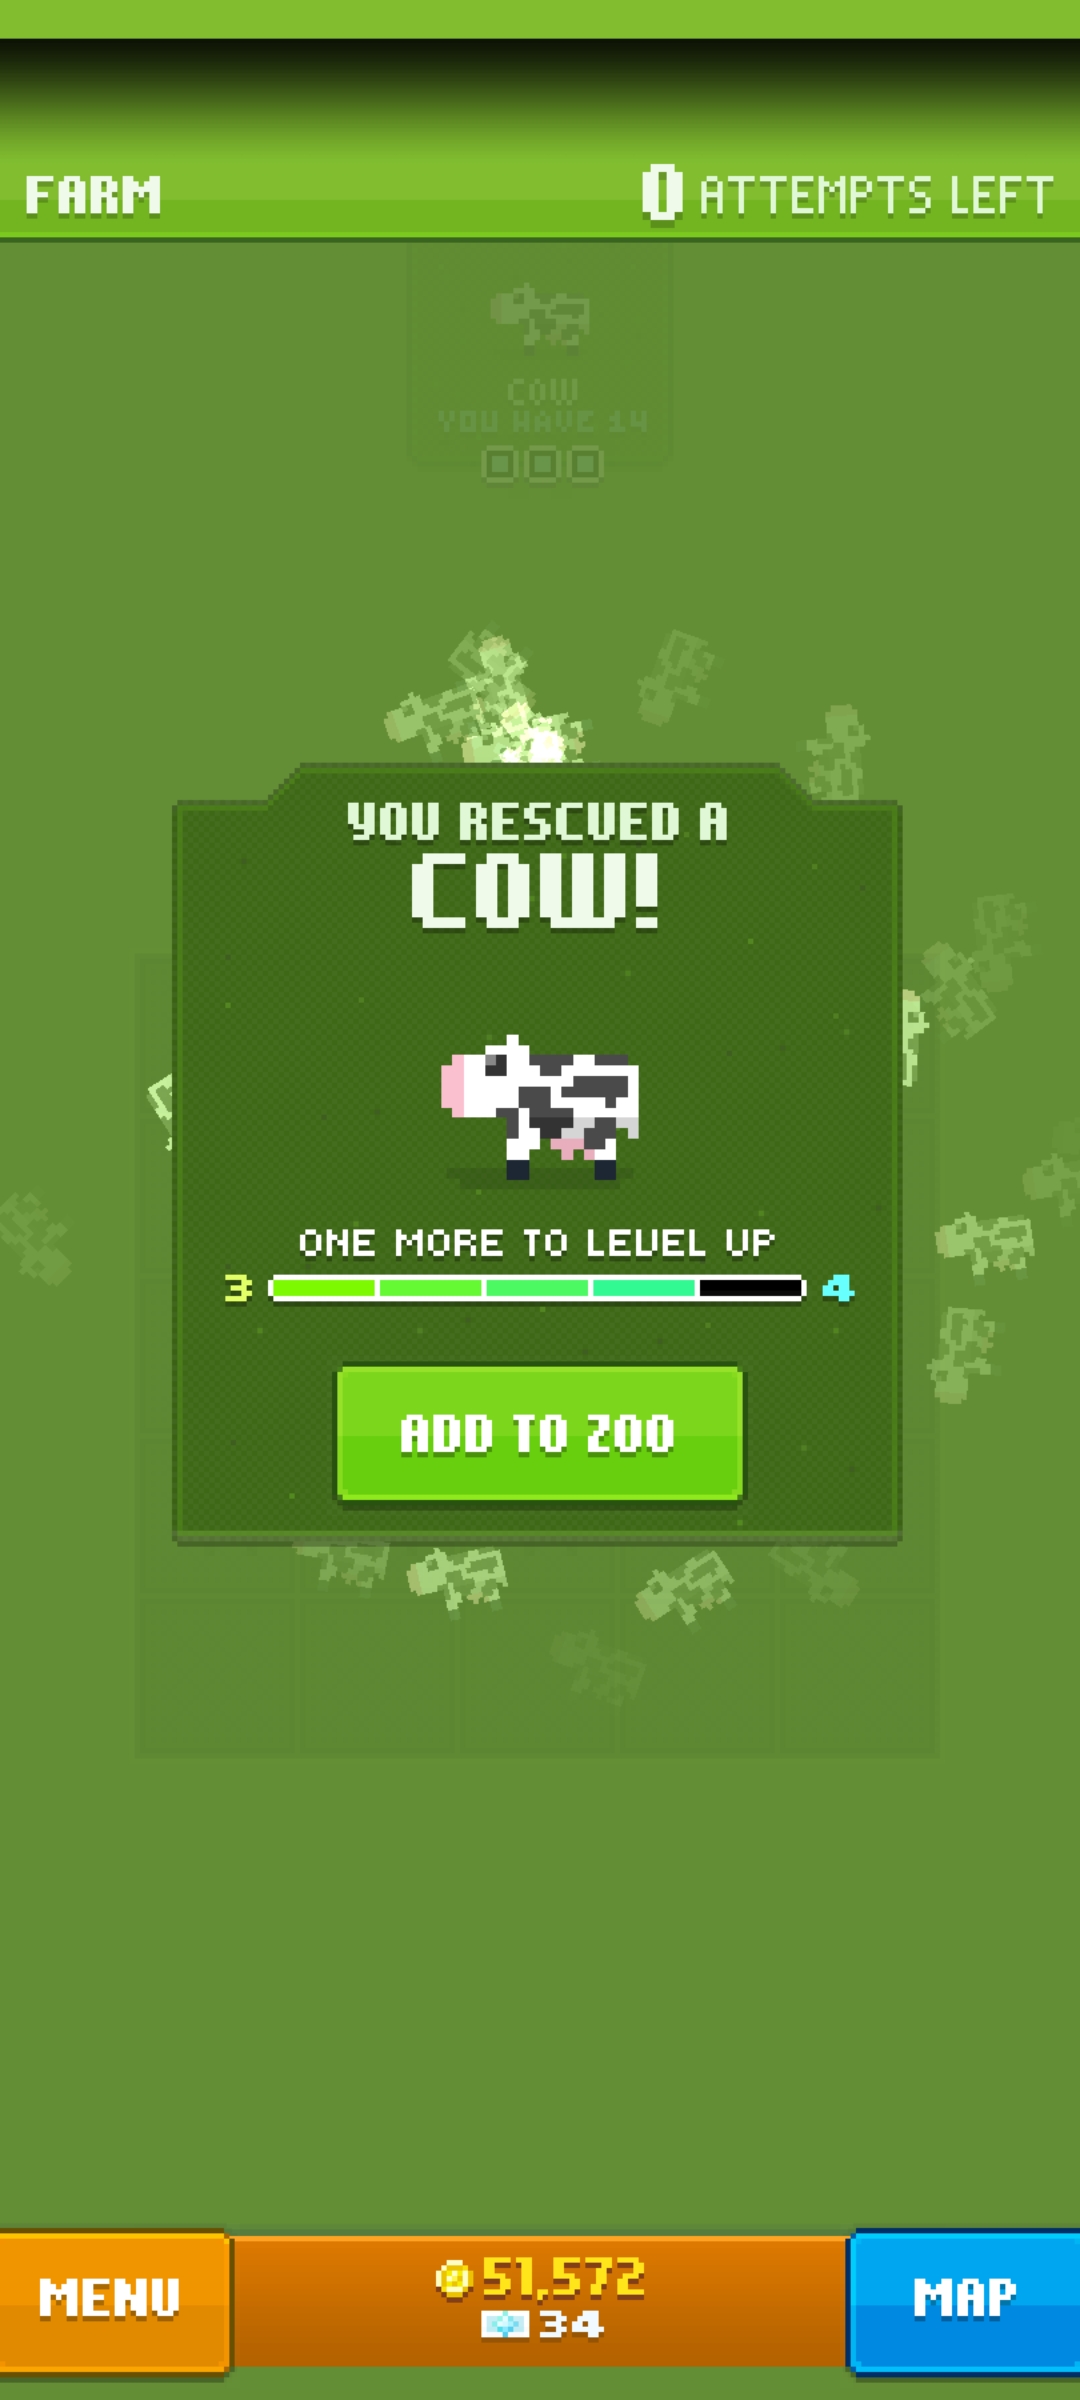 FARM
0 ATTEMPTS LEFT
COW
YOU HAVE 14
YOU RESCUED A
COW!
ONE MORE TO LEVEL UP
3
4
ADD TO ZOO
MENU
51,572
34
MAP